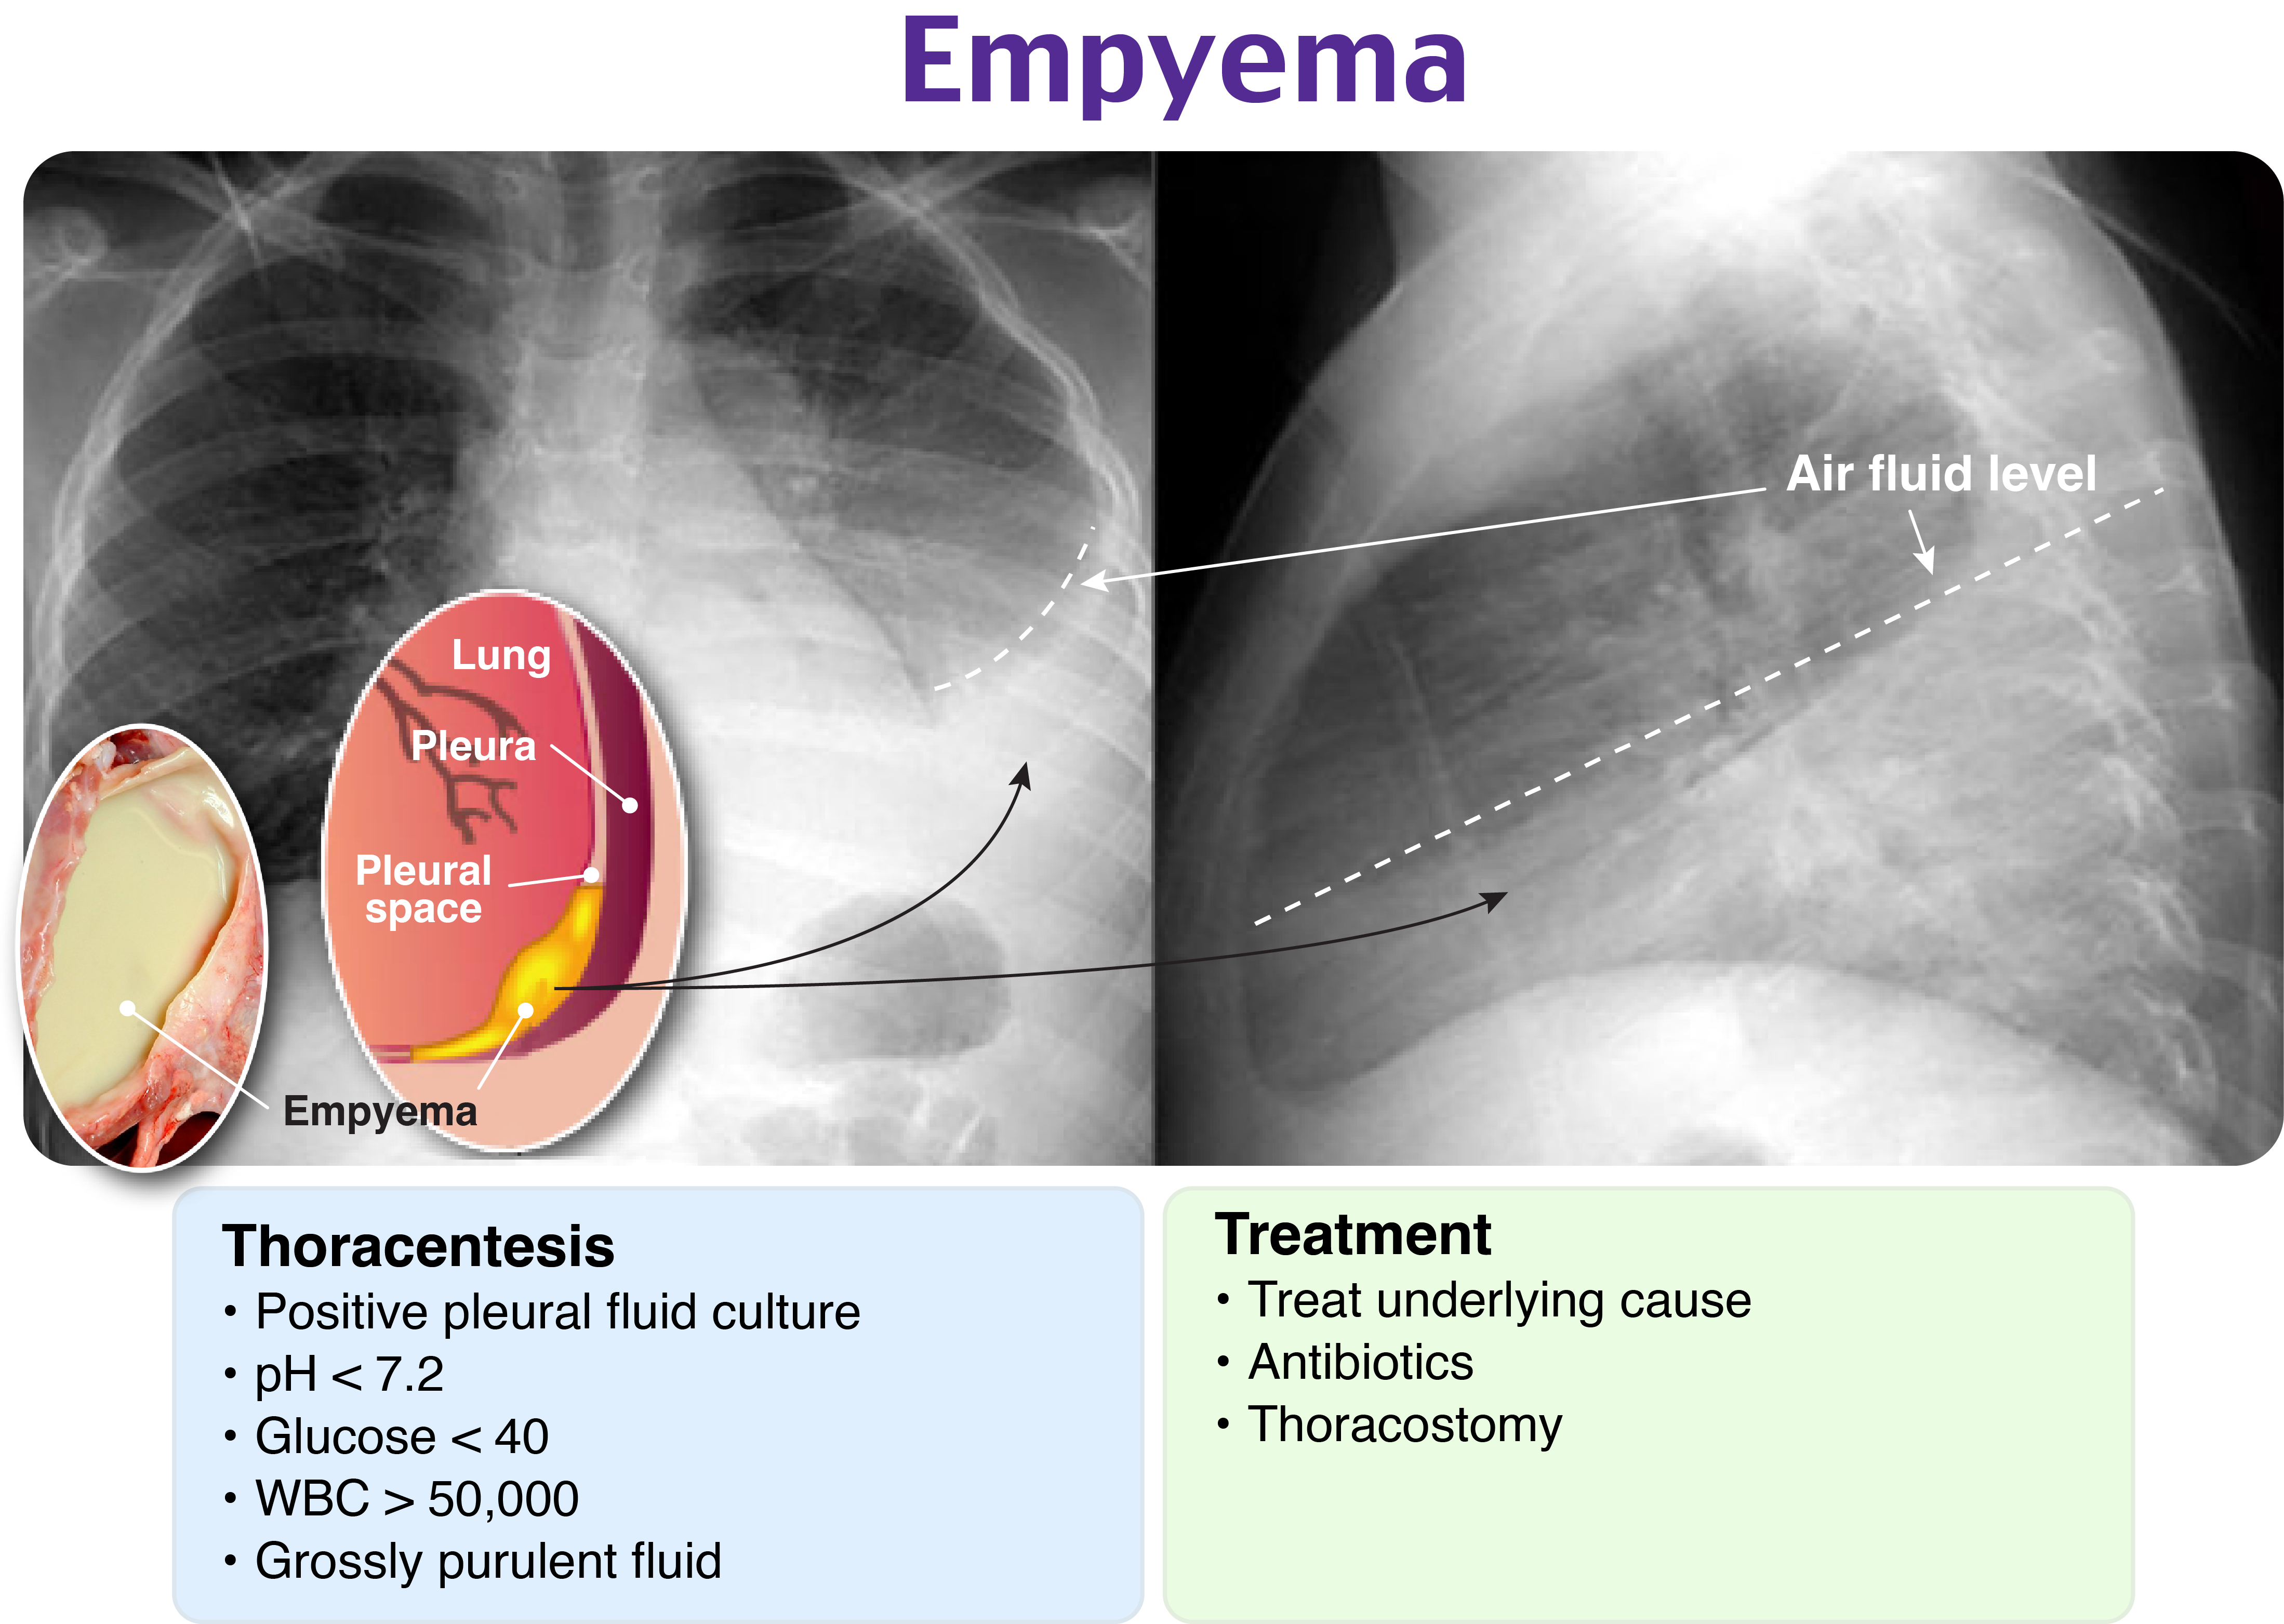 Empyema
Air fluid level
Lung
Pleura
Pleural
space
Empyema
Thoracentesis
• Positive pleural fluid culture
• pH < 7.2
• Glucose < 40
• WBC > 50,000
• Grossly purulent fluid
Treatment
• Treat underlying cause
• Antibiotics
• Thoracostomy